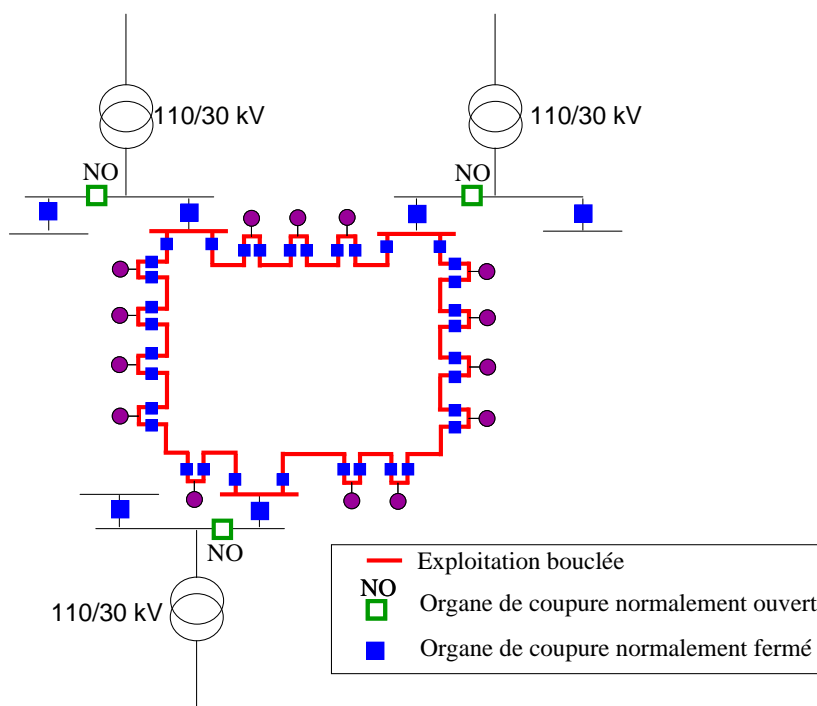 110/30 kV
110/30 kV
NO
NO
NO
110/30 kV
Exploitation bouclée
NO
Organe de coupure normalement ouvert
Organe de coupure normalement fermé